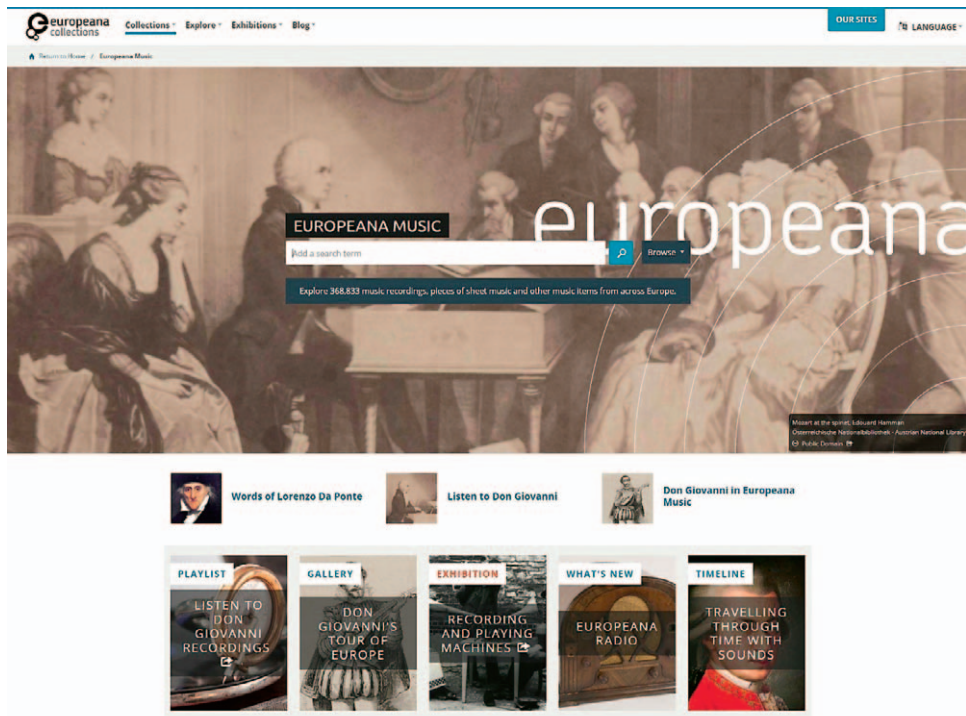 europeana
collections
Collections Explore Exhibitions Blog
OUR SITES
LANGUAGE
Return to Home / Europeana Music
europeana
EUROPEANA MUSIC
Add a search term
Browse
Explore 368,833 music recordings, pieces of sheet music and other music items from across Europe.
Mozart at the spinet, Edouard Hamman
Österreichische Nationalbibliothek - Austrian National Library
Public Domain
Words of Lorenzo Da Ponte
Listen to Don Giovanni
Don Giovanni in Europeana
Music
PLAYLIST
LISTEN TO
DON
GIOVANNI
RECORDINGS
GALLERY
DON
GIOVANNI'S
TOUR OF
EUROPE
EXHIBITION
RECORDING
AND PLAYING
MACHINES
WHAT'S NEW
EUROPEANA
RADIO
TIMELINE
TRAVELLING
THROUGH
TIME WITH
SOUNDS